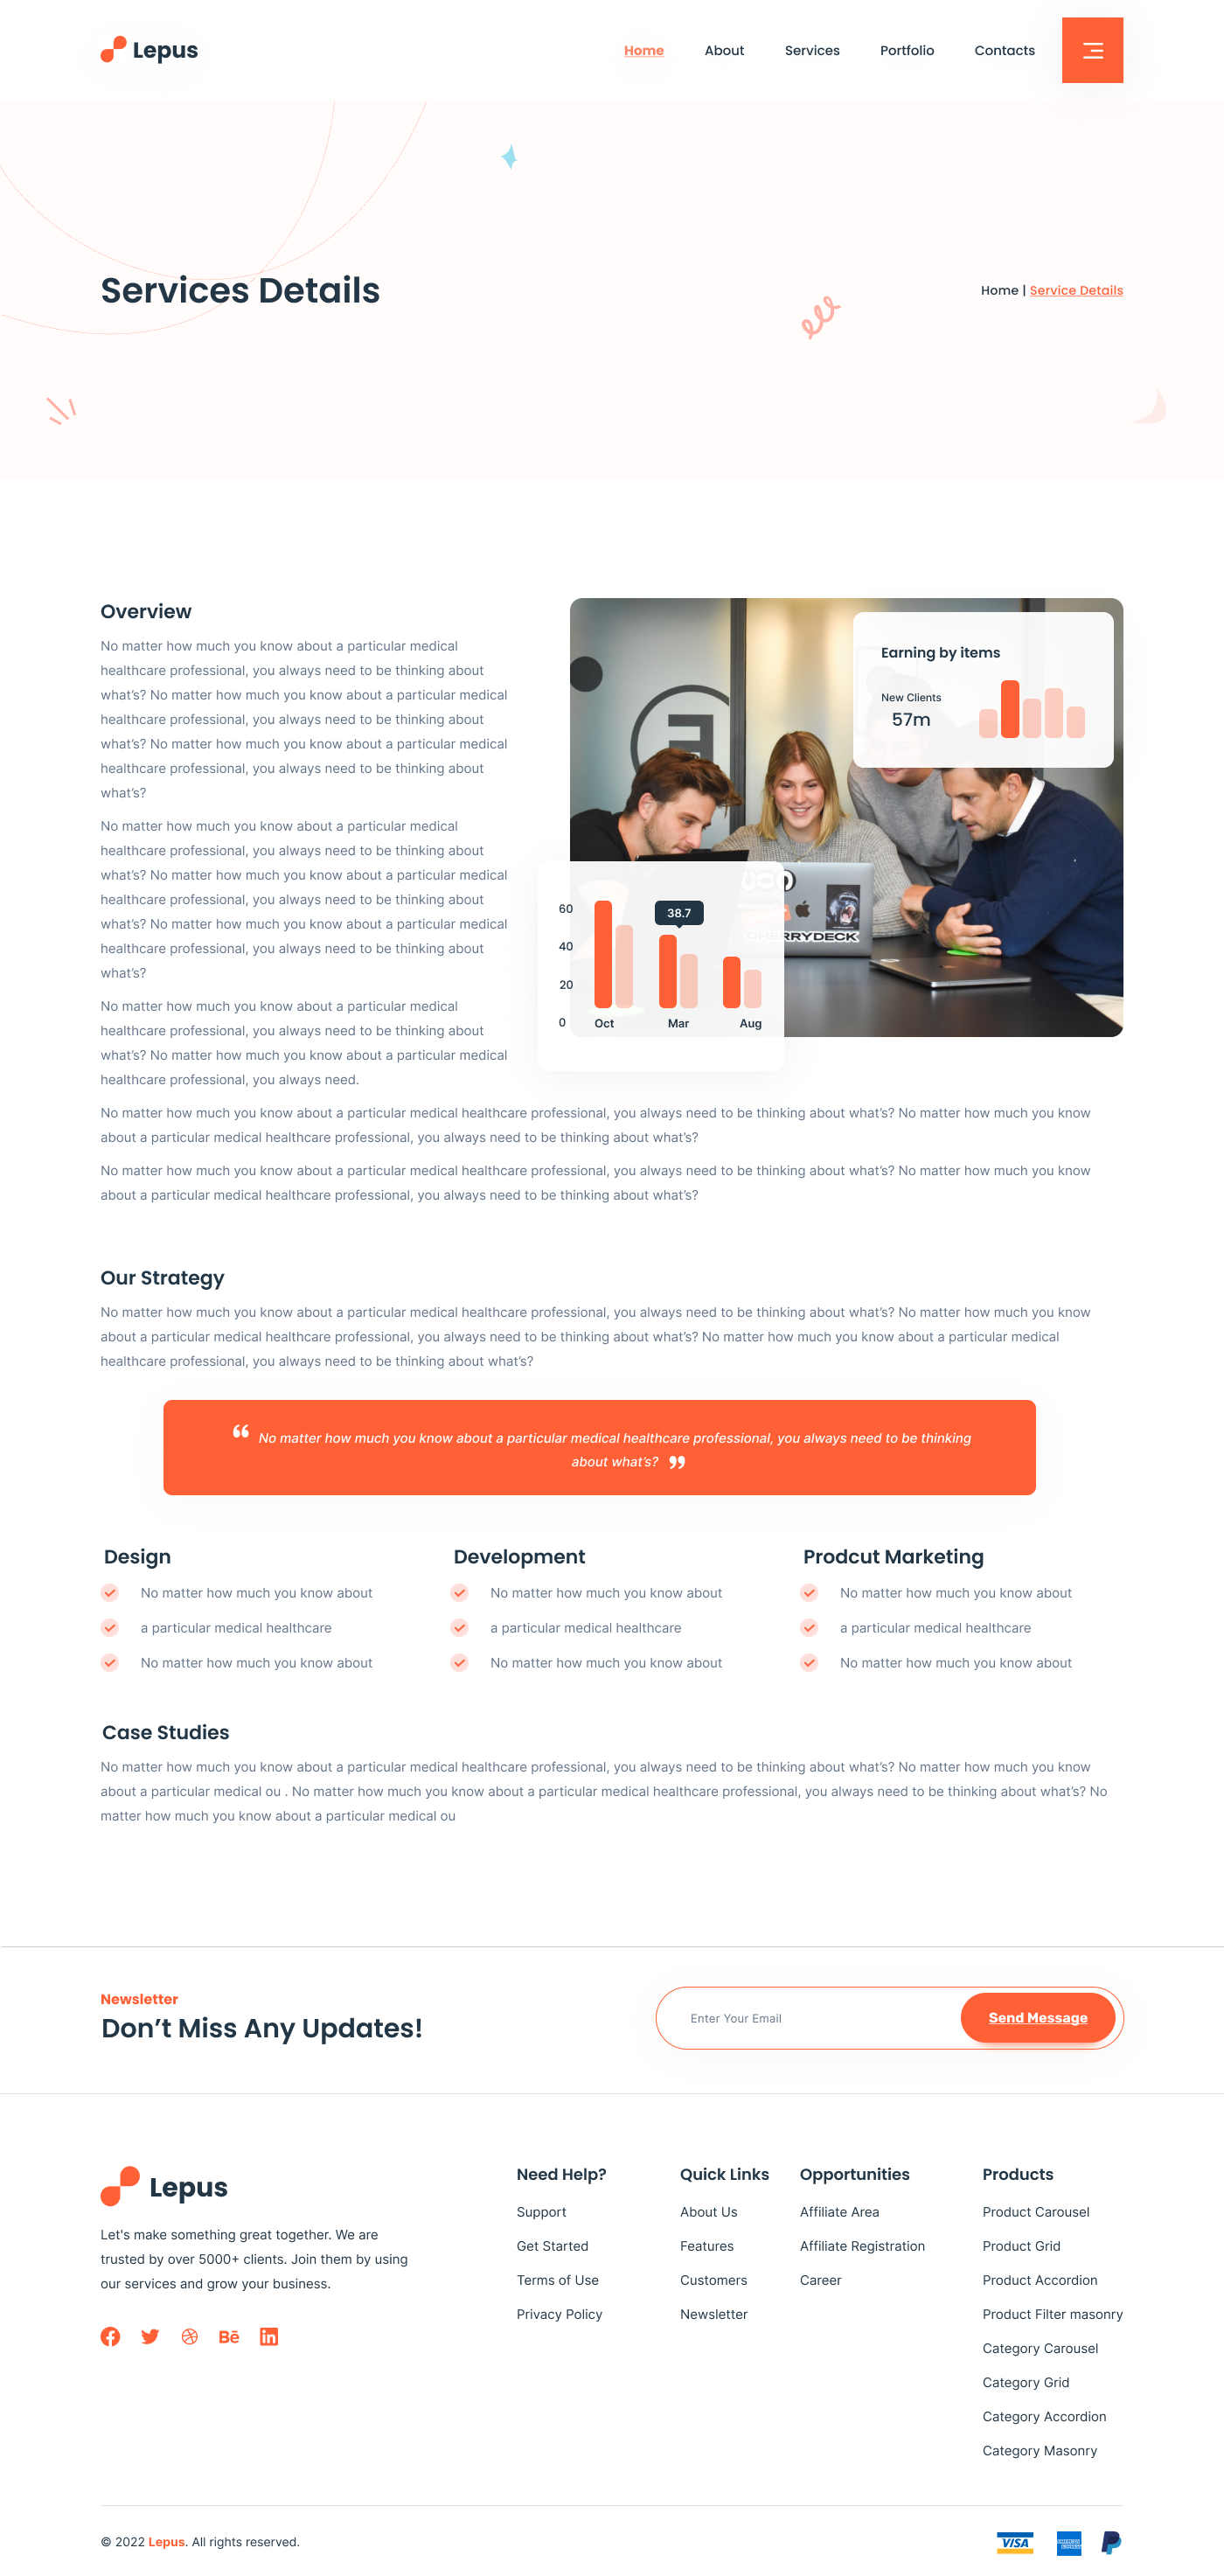 Lepus
Home
About
Services
Portfolio
Contacts
Services Details
Home | Service Details
Overview
No matter how much you know about a particular medical
healthcare professional, you always need to be thinking about
what’s? No matter how much you know about a particular medical
healthcare professional, you always need to be thinking about
what’s? No matter how much you know about a particular medical
healthcare professional, you always need to be thinking about
what’s?
No matter how much you know about a particular medical
healthcare professional, you always need to be thinking about
what’s? No matter how much you know about a particular medical
healthcare professional, you always need to be thinking about
what’s? No matter how much you know about a particular medical
healthcare professional, you always need to be thinking about
what’s?
No matter how much you know about a particular medical
healthcare professional, you always need to be thinking about
what’s? No matter how much you know about a particular medical
healthcare professional, you always need.
Earning by items
New Clients
57m
CHERRYDECK
60
40
20
0
38.7
Oct
Mar
Aug
No matter how much you know about a particular medical healthcare professional, you always need to be thinking about what’s? No matter how much you know
about a particular medical healthcare professional, you always need to be thinking about what’s?
No matter how much you know about a particular medical healthcare professional, you always need to be thinking about what’s? No matter how much you know
about a particular medical healthcare professional, you always need to be thinking about what’s?
Our Strategy
No matter how much you know about a particular medical healthcare professional, you always need to be thinking about what’s? No matter how much you know
about a particular medical healthcare professional, you always need to be thinking about what’s? No matter how much you know about a particular medical
healthcare professional, you always need to be thinking about what’s?
“ No matter how much you know about a particular medical healthcare professional, you always need to be thinking
about what’s? ”
Design
No matter how much you know about
a particular medical healthcare
No matter how much you know about
Development
No matter how much you know about
a particular medical healthcare
No matter how much you know about
Prodcut Marketing
No matter how much you know about
a particular medical healthcare
No matter how much you know about
Case Studies
No matter how much you know about a particular medical healthcare professional, you always need to be thinking about what’s? No matter how much you know
about a particular medical ou . No matter how much you know about a particular medical healthcare professional, you always need to be thinking about what’s? No
matter how much you know about a particular medical ou
Newsletter
Don’t Miss Any Updates!
Enter Your Email
Send Message
Lepus
Let's make something great together. We are
trusted by over 5000+ clients. Join them by using
our services and grow your business.
Bē
in
Need Help?
Support
Get Started
Terms of Use
Privacy Policy
Quick Links
About Us
Features
Customers
Newsletter
Opportunities
Affiliate Area
Affiliate Registration
Career
Products
Product Carousel
Product Grid
Product Accordion
Product Filter masonry
Category Carousel
Category Grid
Category Accordion
Category Masonry
© 2022 Lepus. All rights reserved.
VISA
AMERICAN
EXPRESS